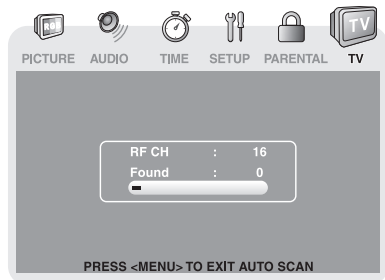 PICTURE AUDIO TIME SETUP PARENTAL TV
RF CH : 16
Found : 0
PRESS <MENU> TO EXIT AUTO SCAN